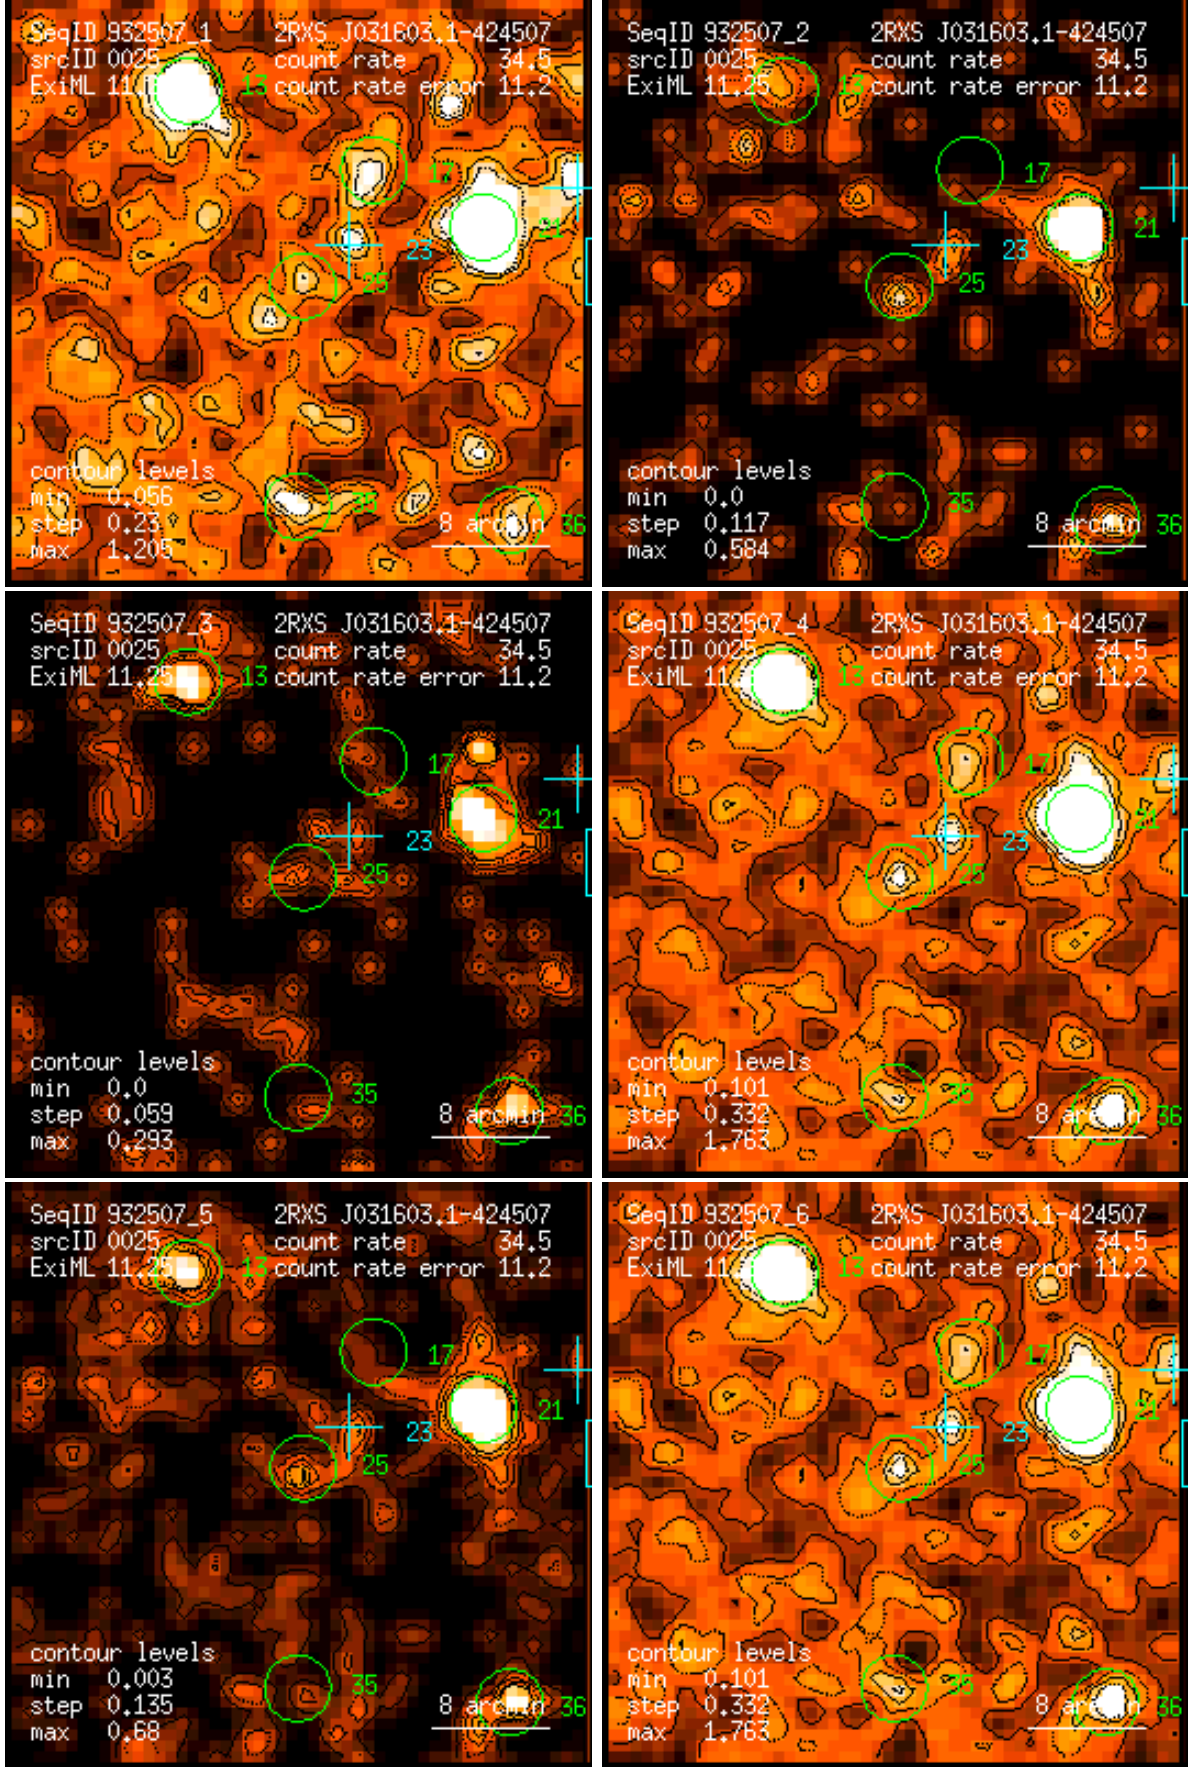 SeqID 932507_1 2RXS J031603.1-424507
srcID 0025 count rate 34.5
ExiML 11. 13 count rate error 11.2
17
21
23
25
contour levels
min 0.056
step 0.23
max 1.205
35
8 arcmin 36
SeqID 932507_2 2RXS J031603.1-424507
srcID 0025 count rate 34.5
ExiML 11.25 13 count rate error 11.2
17
21
23
25
contour levels
min 0.0
step 0.117
max 0.584
35
8 arcmin 36
SeqID 932507_3 2RXS J031603.1-424507
srcID 0025 count rate 34.5
ExiML 11.25 13 count rate error 11.2
17
21
23
25
contour levels
min 0.0
step 0.059
max 0.293
35
8 arcmin 36
SeqID 932507_4 2RXS J031603.1-424507
srcID 0025 count rate 34.5
ExiML 11. 13 count rate error 11.2
17
21
23
25
contour levels
min 0.101
step 0.332
max 1.763
35
8 arcmin 36
SeqID 932507_5 2RXS J031603.1-424507
srcID 0025 count rate 34.5
ExiML 11.25 13 count rate error 11.2
17
21
23
25
contour levels
min 0.003
step 0.135
max 0.68
35
8 arcmin 36
SeqID 932507_6 2RXS J031603.1-424507
srcID 0025 count rate 34.5
ExiML 11. 13 count rate error 11.2
17
21
23
25
contour levels
min 0.101
step 0.332
max 1.763
35
8 arcmin 36